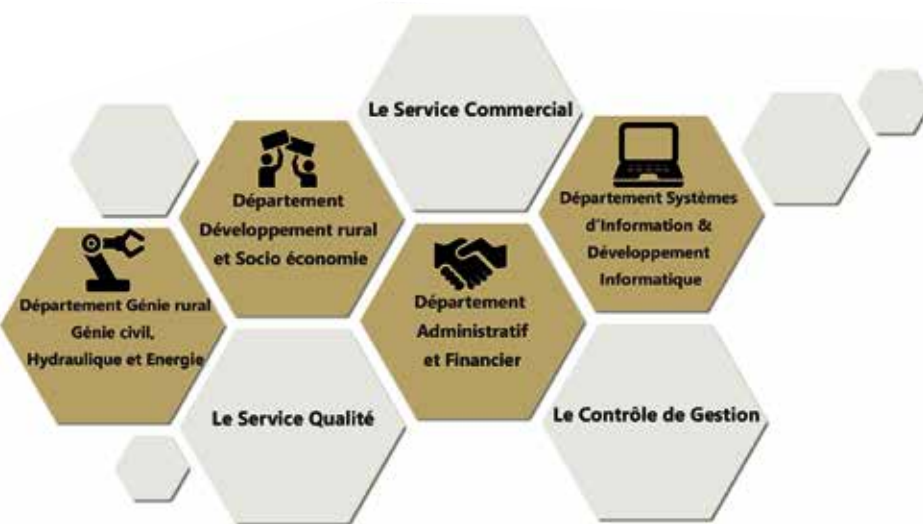 Le Service Commercial
Département
Développement rural
et Socio économie
Département Systèmes
d'Information &
Développement
Informatique
Département Génie rural
Génie civil,
Hydraulique et Energie
Département
Administratif
et Financier
Le Service Qualité
Le Contrôle de Gestion